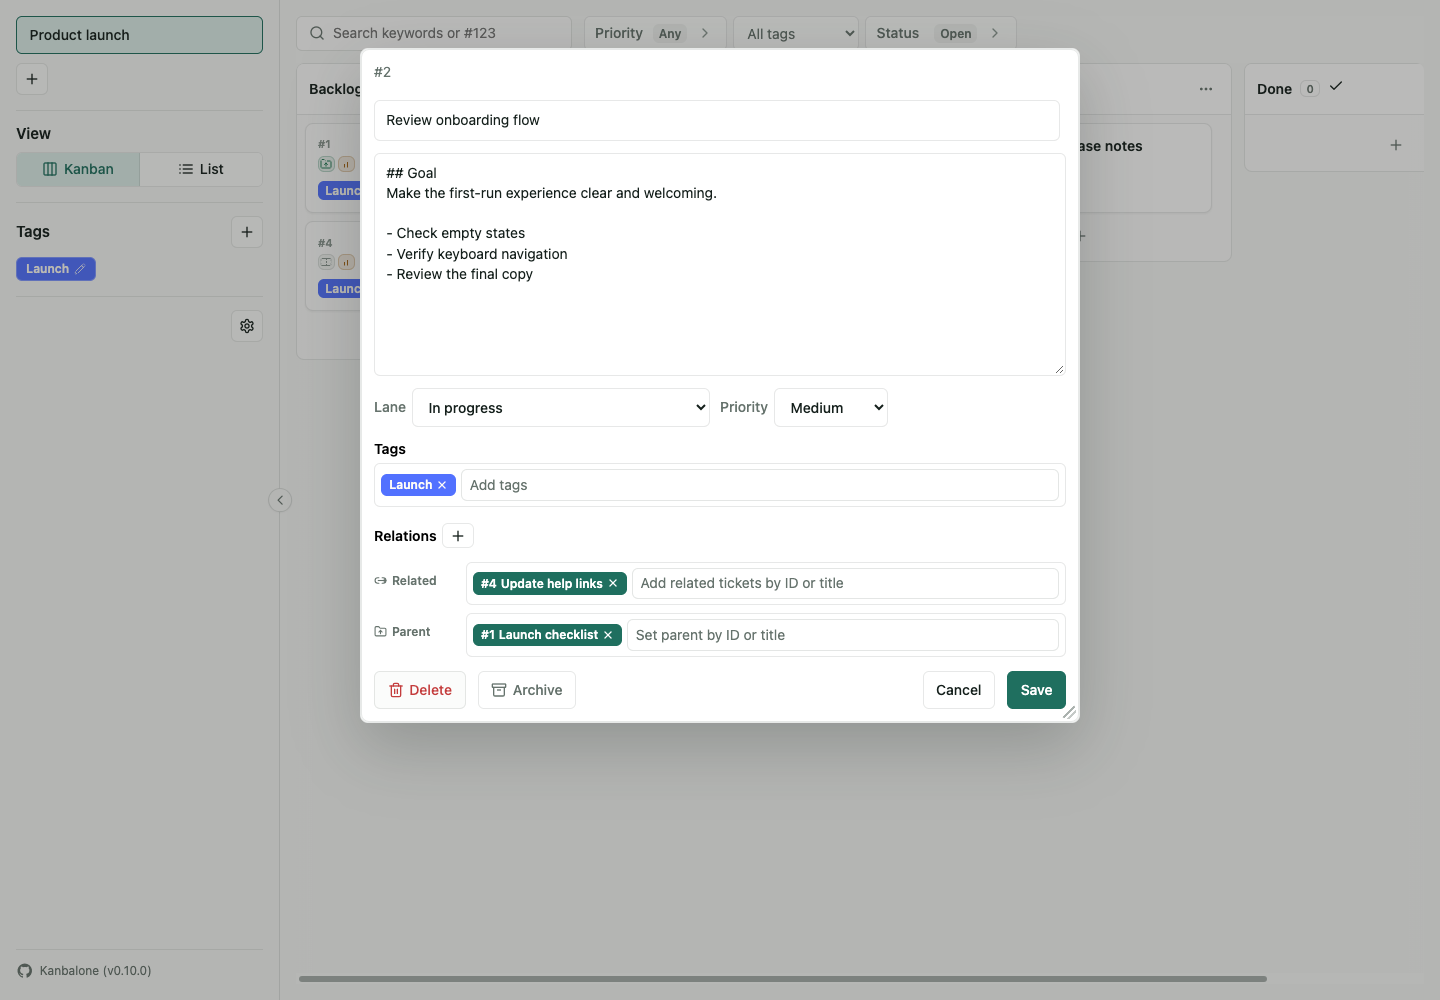 Product launch
View
Kanban
List
Tags
Launch
Kanbalone (v0.10.0)
Search keywords or #123
Priority Any
All tags
Status Open
Backlog
#1
#4
ase notes
Done 0
#2
Review onboarding flow
## Goal
Make the first-run experience clear and welcoming.
- Check empty states
- Verify keyboard navigation
- Review the final copy
Lane
In progress
Priority
Medium
Tags
Launch
Add tags
Relations
Related
#4 Update help links
Add related tickets by ID or title
Parent
#1 Launch checklist
Set parent by ID or title
Delete
Archive
Cancel
Save